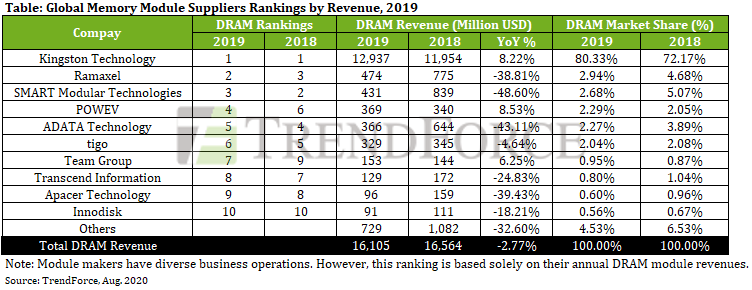 Table: Global Memory Module Suppliers Rankings by Revenue, 2019
Compay DRAM Rankings DRAM Revenue (Million USD) DRAM Market Share (%)
2019 2018 2019 2018 YoY % 2019 2018
Kingston Technology 1 1 12,937 11,954 8.22% 80.33% 72.17%
Ramaxel 2 3 474 775 -38.81% 2.94% 4.68%
SMART Modular Technologies 3 2 431 839 -48.60% 2.68% 5.07%
POWEV 4 6 369 340 8.53% 2.29% 2.05%
ADATA Technology 5 4 366 644 -43.11% 2.27% 3.89%
tigo 6 5 329 345 -4.64% 2.04% 2.08%
Team Group 7 9 153 144 6.25% 0.95% 0.87%
Transcend Information 8 7 129 172 -24.83% 0.80% 1.04%
Apacer Technology 9 8 96 159 -39.43% 0.60% 0.96%
Innodisk 10 10 91 111 -18.21% 0.56% 0.67%
Others 729 1,082 -32.60% 4.53% 6.53%
Total DRAM Revenue 16,105 16,564 -2.77% 100.00% 100.00%
Note: Module makers have diverse business operations. However, this ranking is based solely on their annual DRAM module revenues.
Source: TrendForce, Aug. 2020
TRENDFORCE